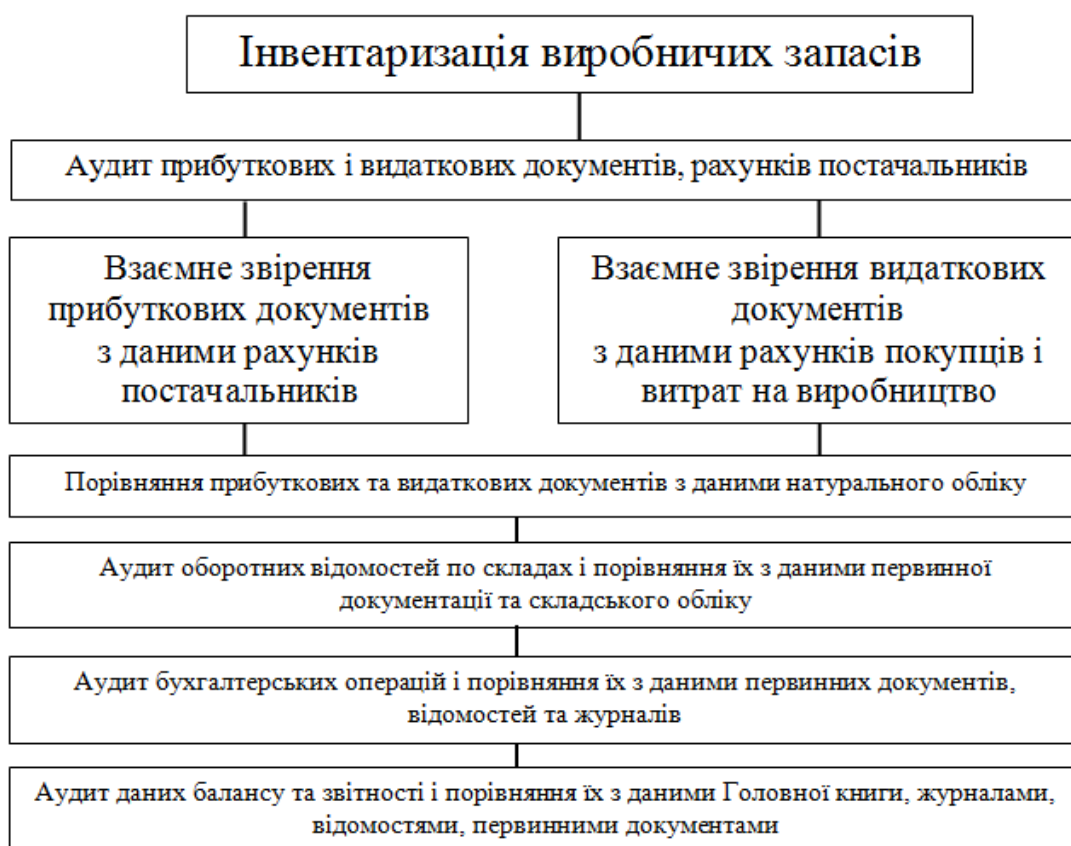 Інвентаризація виробничих запасів
Аудит прибуткових і видаткових документів, рахунків постачальників
Взаємне звірення
прибуткових документів
з даними рахунків
постачальників
Взаємне звірення видаткових
документів
з даними рахунків покупців і
витрат на виробництво
Порівняння прибуткових та видаткових документів з даними натурального обліку
Аудит оборотних відомостей по складах і порівняння їх з даними первинної
документації та складського обліку
Аудит бухгалтерських операцій і порівняння їх з даними первинних документів,
відомостей та журналів
Аудит даних балансу та звітності і порівняння їх з даними Головної книги, журналами,
відомостями, первинними документами